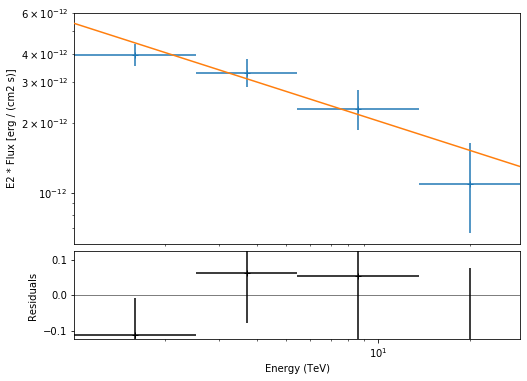 6 × 10⁻¹²
4 × 10⁻¹²
3 × 10⁻¹²
2 × 10⁻¹²
10⁻¹²
E2 * Flux [erg / (cm2 s)]
0.1
0.0
−0.1
Residuals
10¹
Energy (TeV)